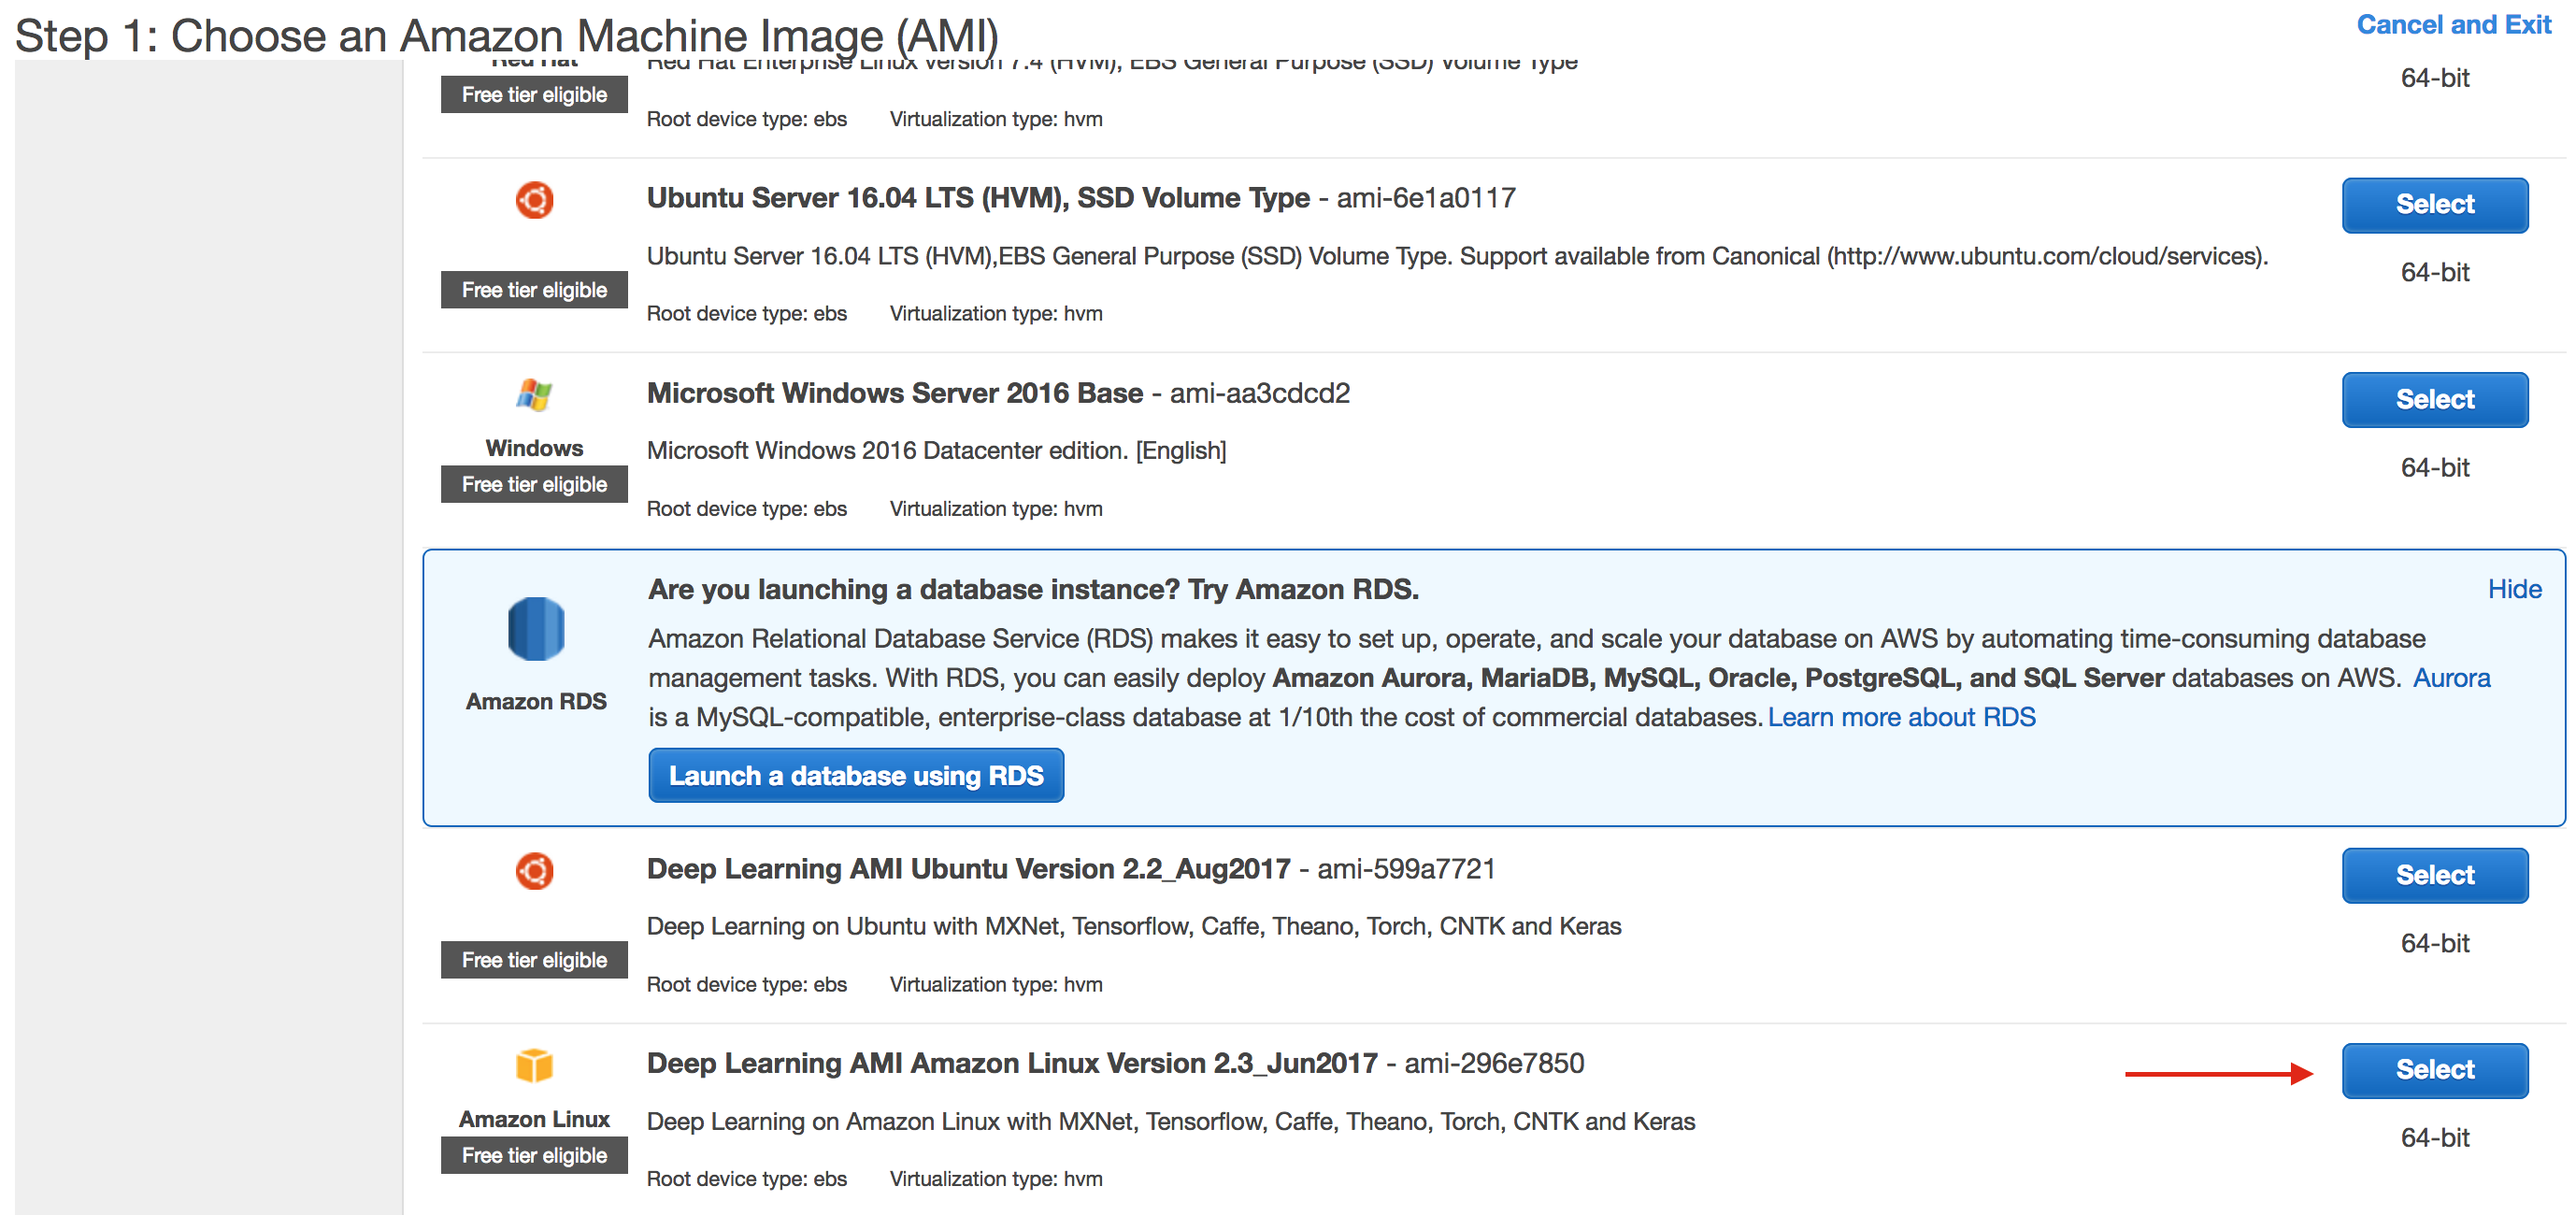 Step 1: Choose an Amazon Machine Image (AMI)
Cancel and Exit
Red Hat
Red Hat Enterprise Linux version 7.4 (HVM), EBS General Purpose (SSD) Volume Type
64-bit
Free tier eligible
Root device type: ebs Virtualization type: hvm
Ubuntu Server 16.04 LTS (HVM), SSD Volume Type - ami-6e1a0117
Select
Ubuntu Server 16.04 LTS (HVM),EBS General Purpose (SSD) Volume Type. Support available from Canonical (http://www.ubuntu.com/cloud/services).
64-bit
Free tier eligible
Root device type: ebs Virtualization type: hvm
Microsoft Windows Server 2016 Base - ami-aa3cdcd2
Select
Windows
Microsoft Windows 2016 Datacenter edition. [English]
64-bit
Free tier eligible
Root device type: ebs Virtualization type: hvm
Are you launching a database instance? Try Amazon RDS.
Hide
Amazon RDS
Amazon Relational Database Service (RDS) makes it easy to set up, operate, and scale your database on AWS by automating time-consuming database
management tasks. With RDS, you can easily deploy Amazon Aurora, MariaDB, MySQL, Oracle, PostgreSQL, and SQL Server databases on AWS. Aurora
is a MySQL-compatible, enterprise-class database at 1/10th the cost of commercial databases. Learn more about RDS
Launch a database using RDS
Deep Learning AMI Ubuntu Version 2.2_Aug2017 - ami-599a7721
Select
Deep Learning on Ubuntu with MXNet, Tensorflow, Caffe, Theano, Torch, CNTK and Keras
64-bit
Free tier eligible
Root device type: ebs Virtualization type: hvm
Deep Learning AMI Amazon Linux Version 2.3_Jun2017 - ami-296e7850
Select
Amazon Linux
Deep Learning on Amazon Linux with MXNet, Tensorflow, Caffe, Theano, Torch, CNTK and Keras
64-bit
Free tier eligible
Root device type: ebs Virtualization type: hvm